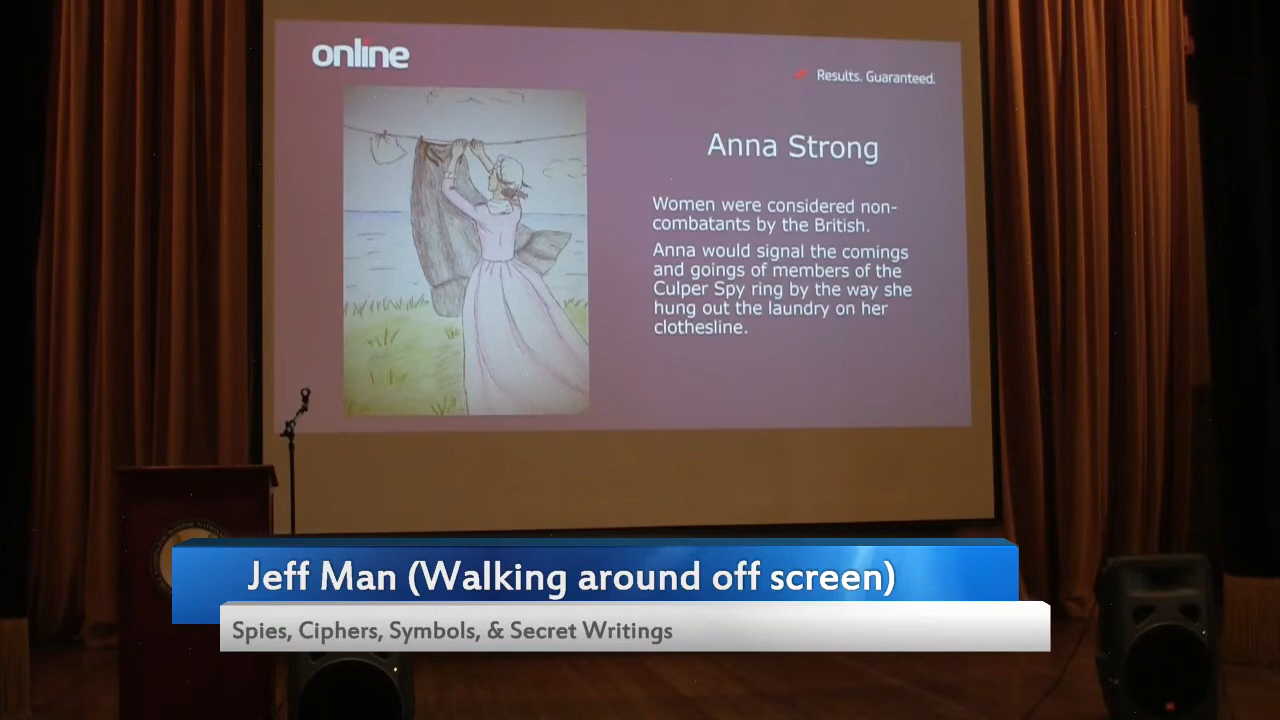 online
Results. Guaranteed.
Anna Strong
Women were considered non-
combatants by the British.
Anna would signal the comings
and goings of members of the
Culper Spy ring by the way she
hung out the laundry on her
clothesline.
Jeff Man (Walking around off screen)
Spies, Ciphers, Symbols, & Secret Writings